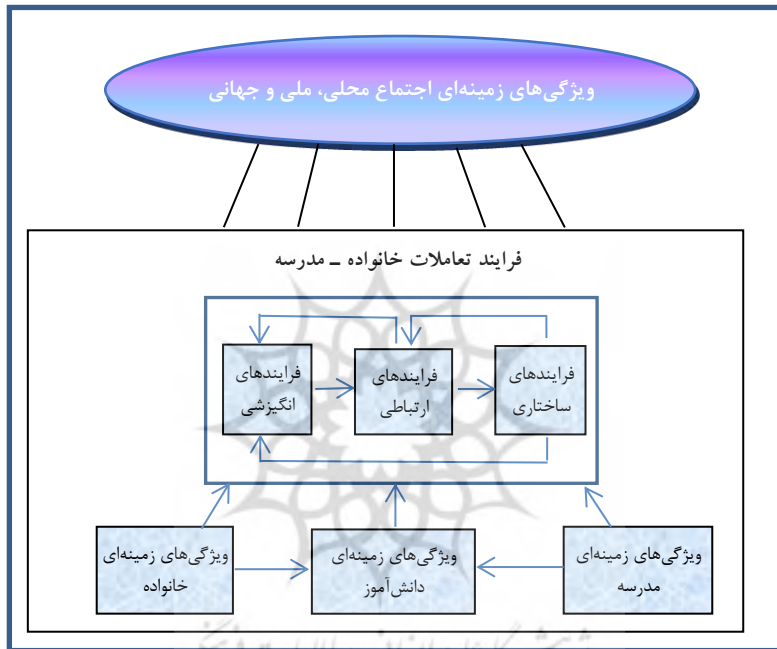 ویژگی‌های زمینه‌ای اجتماع محلی، ملی و جهانی
فرایند تعاملات خانواده ـ مدرسه
فرایندهای
ساختاری
فرایندهای
ارتباطی
فرایندهای
انگیزشی
ویژگی‌های زمینه‌ای
مدرسه
ویژگی‌های زمینه‌ای
دانش‌آموز
ویژگی‌های زمینه‌ای
خانواده